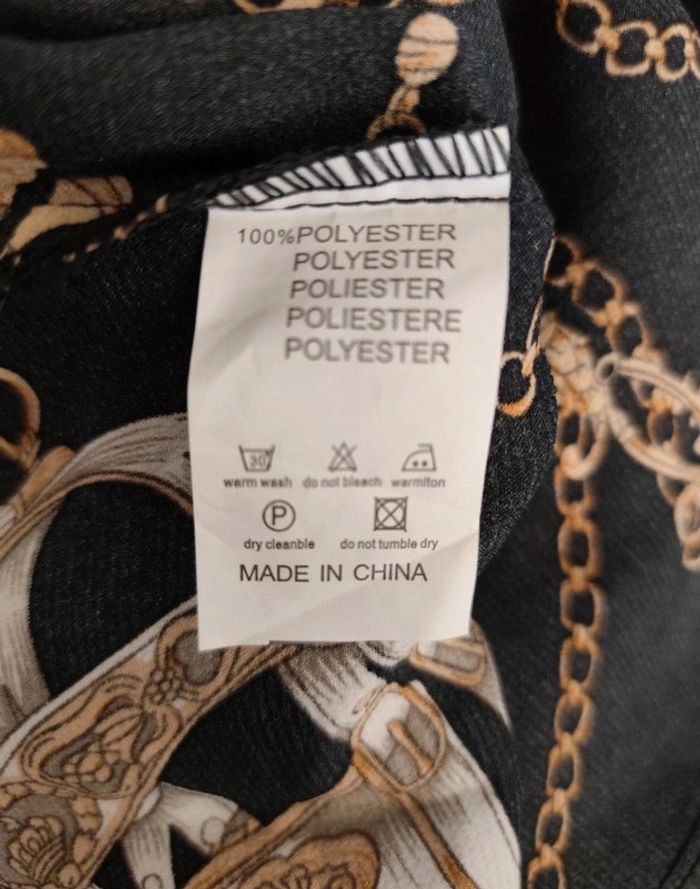 100%POLYESTER
POLYESTER
POLIESTER
POLIESTERE
POLYESTER
30
warm wash do not bleach warmiton
P
dry cleanble do not tumble dry
MADE IN CHINA